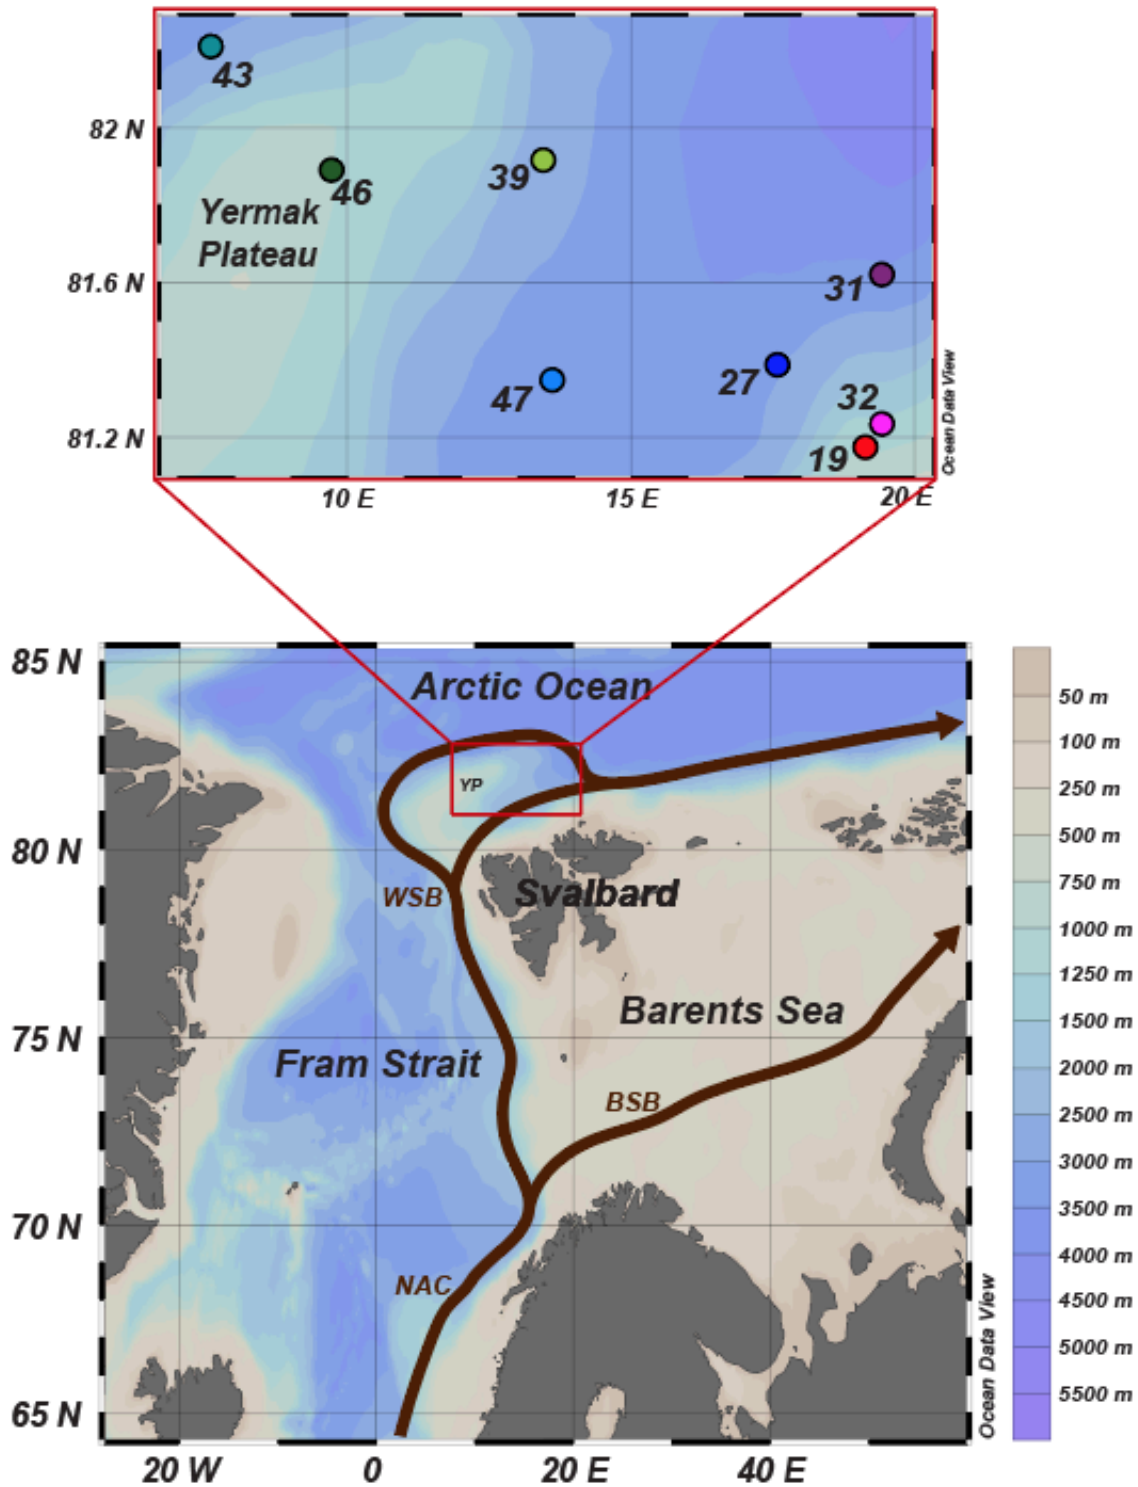 43
82 N
39
46
Yermak
Plateau
81.6 N
31
27
47
32
81.2 N
19
Ocean Data View
10 E
15 E
20 E
85 N
Arctic Ocean
50 m
100 m
YP
250 m
500 m
80 N
750 m
WSB
Svalbard
1000 m
1250 m
Barents Sea
1500 m
75 N
Fram Strait
2000 m
BSB
2500 m
3000 m
3500 m
70 N
4000 m
NAC
4500 m
5000 m
5500 m
65 N
Ocean Data View
20 W
0
20 E
40 E